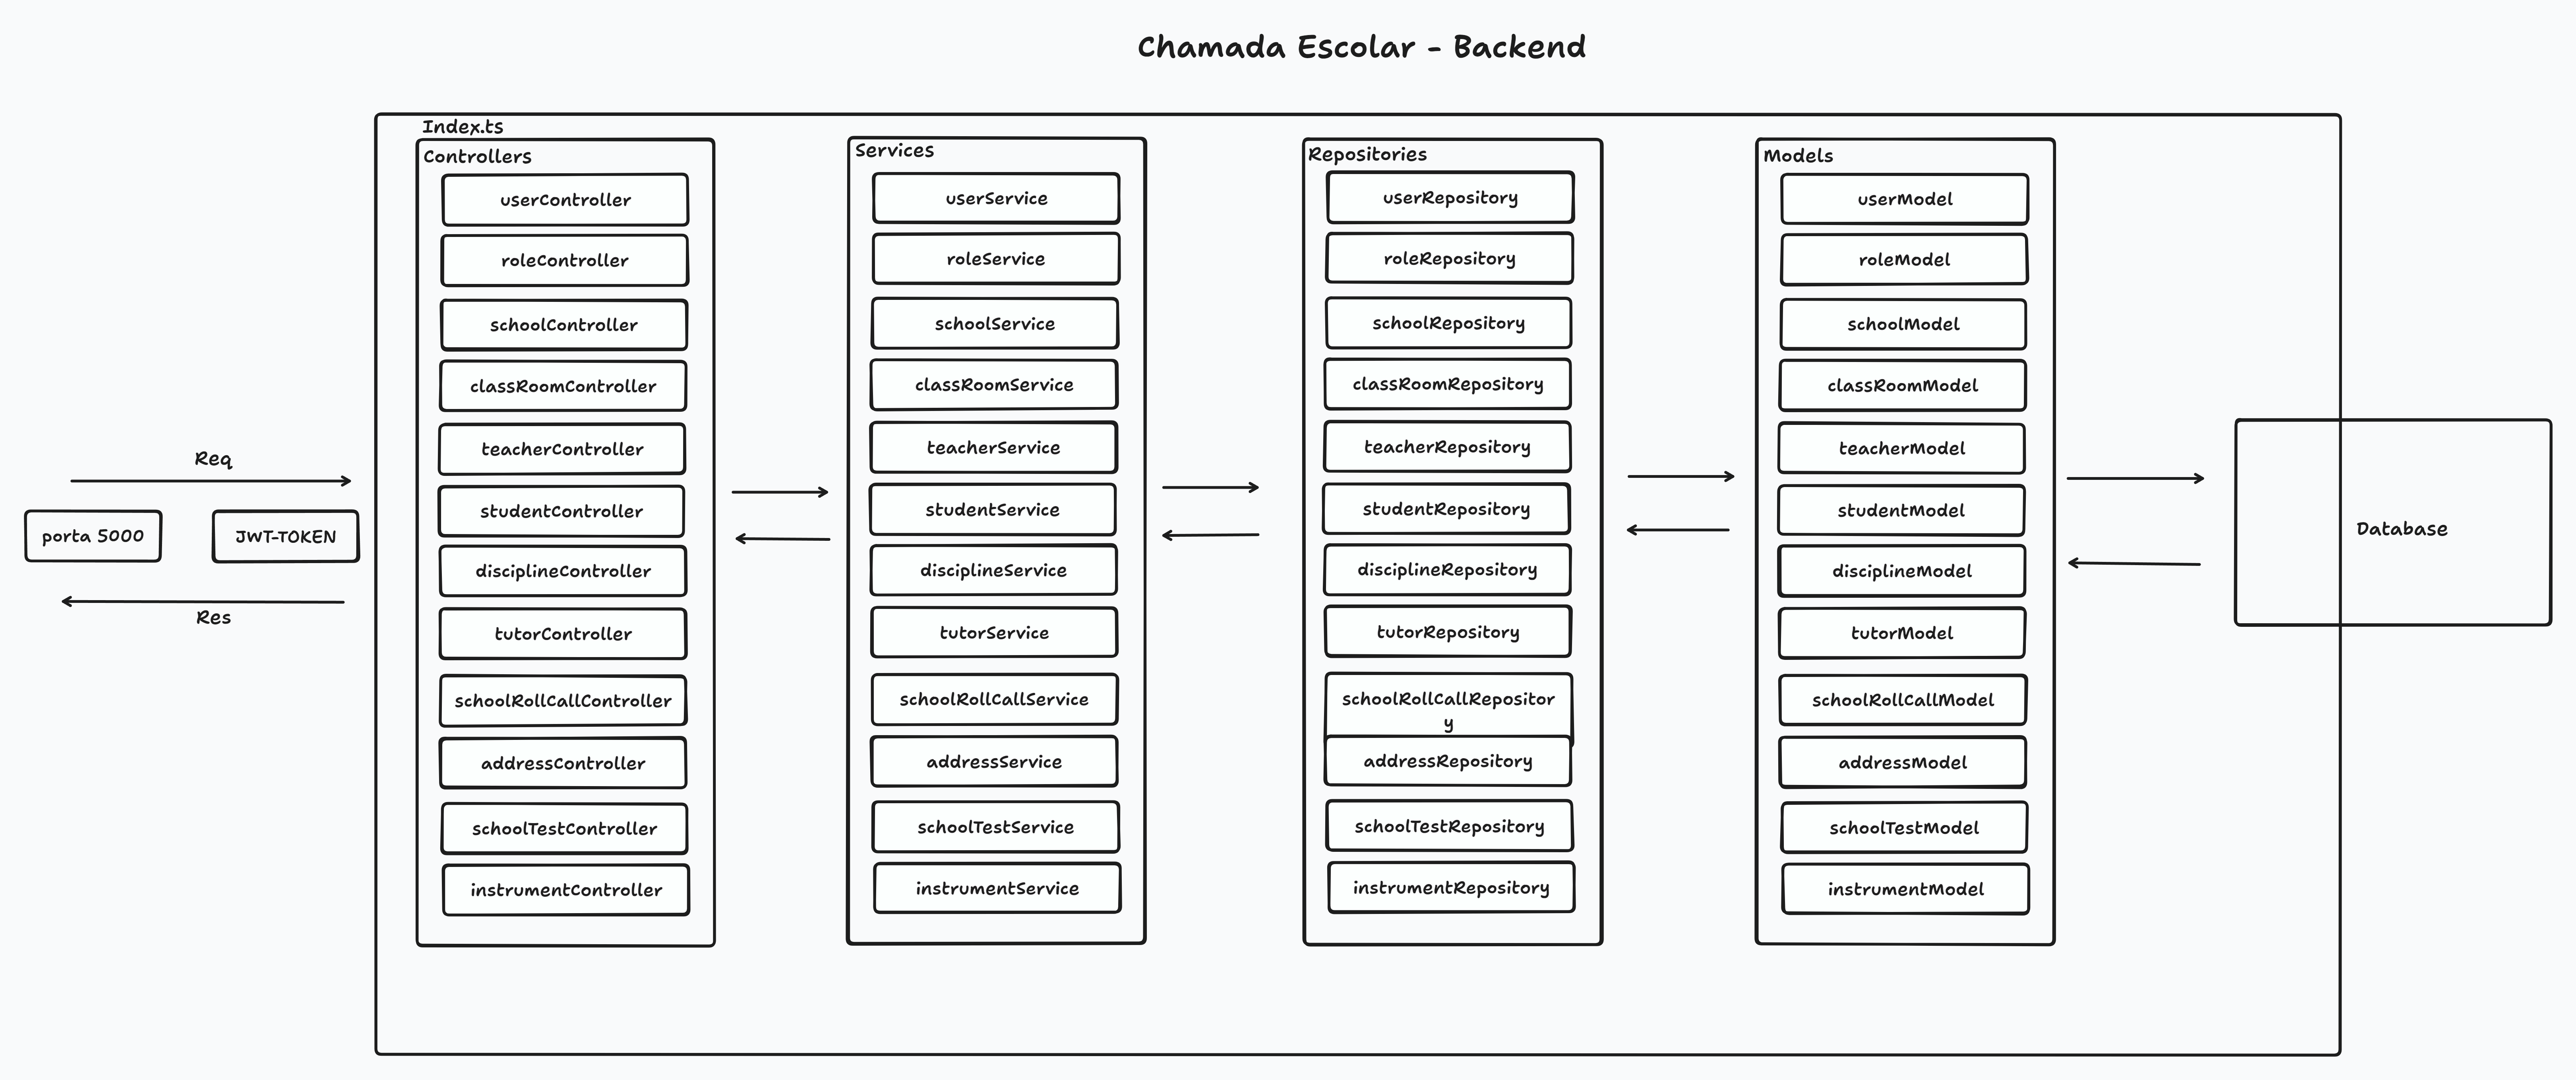 Chamada Escolar - Backend
Index.ts
Controllers
userController
roleController
schoolController
classRoomController
teacherController
studentController
disciplineController
tutorController
schoolRollCallController
addressController
schoolTestController
instrumentController
Services
userService
roleService
schoolService
classRoomService
teacherService
studentService
disciplineService
tutorService
schoolRollCallService
addressService
schoolTestService
instrumentService
Repositories
userRepository
roleRepository
schoolRepository
classRoomRepository
teacherRepository
studentRepository
disciplineRepository
tutorRepository
schoolRollCallRepositor
y
addressRepository
schoolTestRepository
instrumentRepository
Models
userModel
roleModel
schoolModel
classRoomModel
teacherModel
studentModel
disciplineModel
tutorModel
schoolRollCallModel
addressModel
schoolTestModel
instrumentModel
Req
porta 5000
JWT-TOKEN
Res
Database